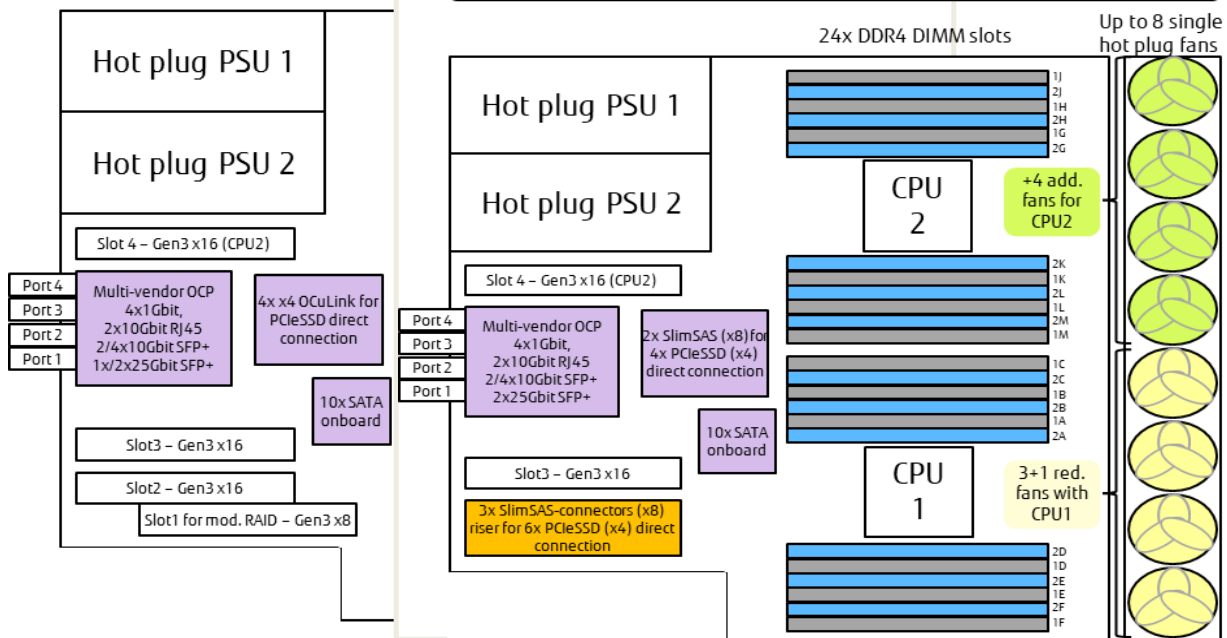 Hot plug PSU 1
Hot plug PSU 2
Slot 4 – Gen3 x16 (CPU2)
Port 4
Port 3
Port 2
Port 1
Multi-vendor OCP
4x1Gbit,
2x10Gbit RJ45
2/4x10Gbit SFP+
1x/2x25Gbit SFP+
4x x4 OCuLink for
PCIeSSD direct
connection
10x SATA
onboard
Slot3 – Gen3 x16
Slot2 – Gen3 x16
Slot1 for mod. RAID – Gen3 x8
Hot plug PSU 1
Hot plug PSU 2
Slot 4 – Gen3 x16 (CPU2)
Port 4
Port 3
Port 2
Port 1
Multi-vendor OCP
4x1Gbit,
2x10Gbit RJ45
2/4x10Gbit SFP+
2x25Gbit SFP+
2x SlimSAS (x8) for
4x PCIeSSD (x4)
direct connection
10x SATA
onboard
Slot3 – Gen3 x16
3x SlimSAS-connectors (x8)
riser for 6x PCIeSSD (x4) direct
connection
24x DDR4 DIMM slots
1J
2J
1H
2H
1G
2G
CPU
2
2K
1K
2L
1L
2M
1M
1C
2C
1B
2B
1A
2A
CPU
1
2D
1D
2E
1E
2F
1F
Up to 8 single
hot plug fans
+4 add.
fans for
CPU2
3+1 red.
fans with
CPU1